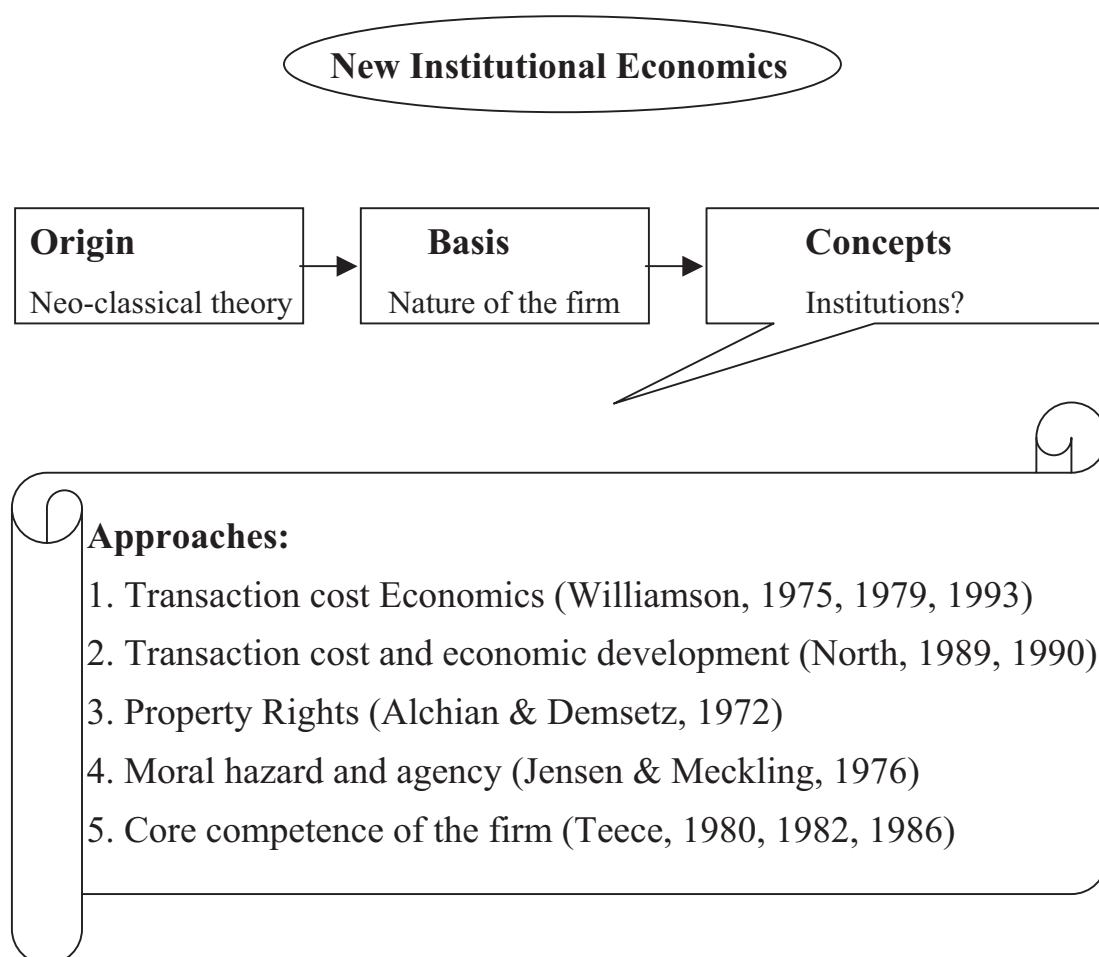 New Institutional Economics
Origin
Neo-classical theory
Basis
Nature of the firm
Concepts
Institutions?
Approaches:
1. Transaction cost Economics (Williamson, 1975, 1979, 1993)
2. Transaction cost and economic development (North, 1989, 1990)
3. Property Rights (Alchian & Demsetz, 1972)
4. Moral hazard and agency (Jensen & Meckling, 1976)
5. Core competence of the firm (Teece, 1980, 1982, 1986)